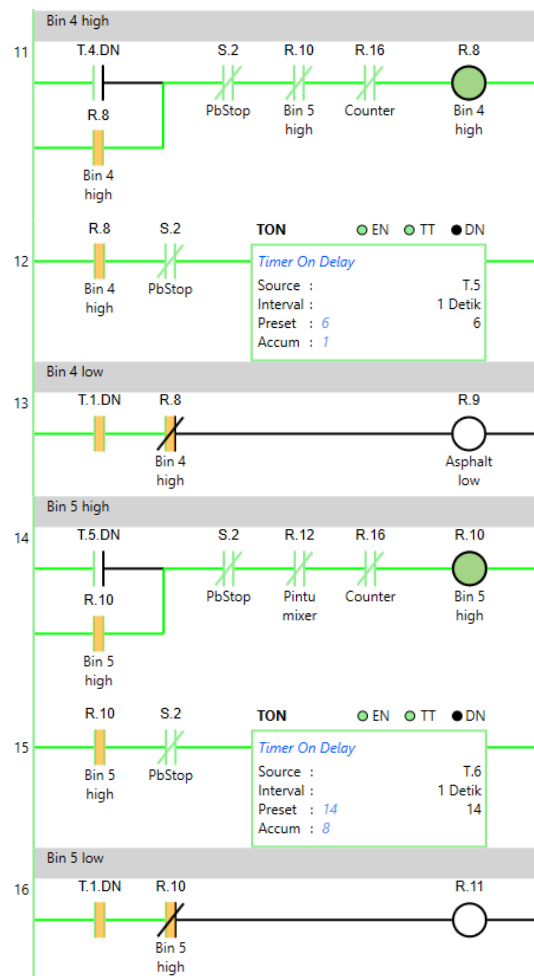 Bin 4 high
11
T.4.DN S.2 R.10 R.16 R.8
PbStop Bin 5 high Counter Bin 4 high
R.8
Bin 4
high
R.8 S.2 TON EN TT DN
12
Bin 4 high PbStop
Timer On Delay
Source : T.5
Interval : 1 Detik
Preset : 6 6
Accum : 1
Bin 4 low
13
T.1.DN R.8 R.9
Bin 4 high Asphalt low
Bin 5 high
14
T.5.DN S.2 R.12 R.16 R.10
PbStop Pintu mixer Counter Bin 5 high
R.10
Bin 5
high
R.10 S.2 TON EN TT DN
15
Bin 5 high PbStop
Timer On Delay
Source : T.6
Interval : 1 Detik
Preset : 14 14
Accum : 8
Bin 5 low
16
T.1.DN R.10 R.11
Bin 5
high